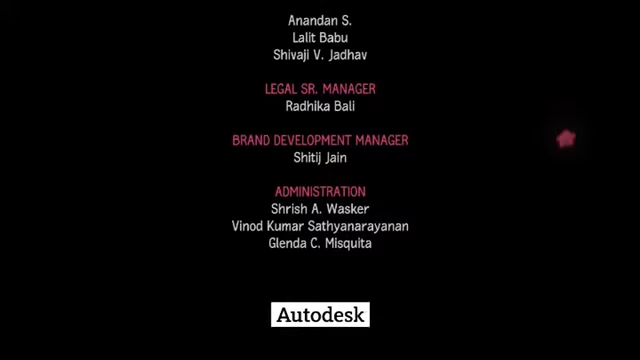 Anandan S.
Lalit Babu
Shivaji V. Jadhav
LEGAL SR. MANAGER
Radhika Bali
BRAND DEVELOPMENT MANAGER
Shitij Jain
ADMINISTRATION
Shrish A. Wasker
Vinod Kumar Sathyanarayanan
Glenda C. Misquita
Autodesk